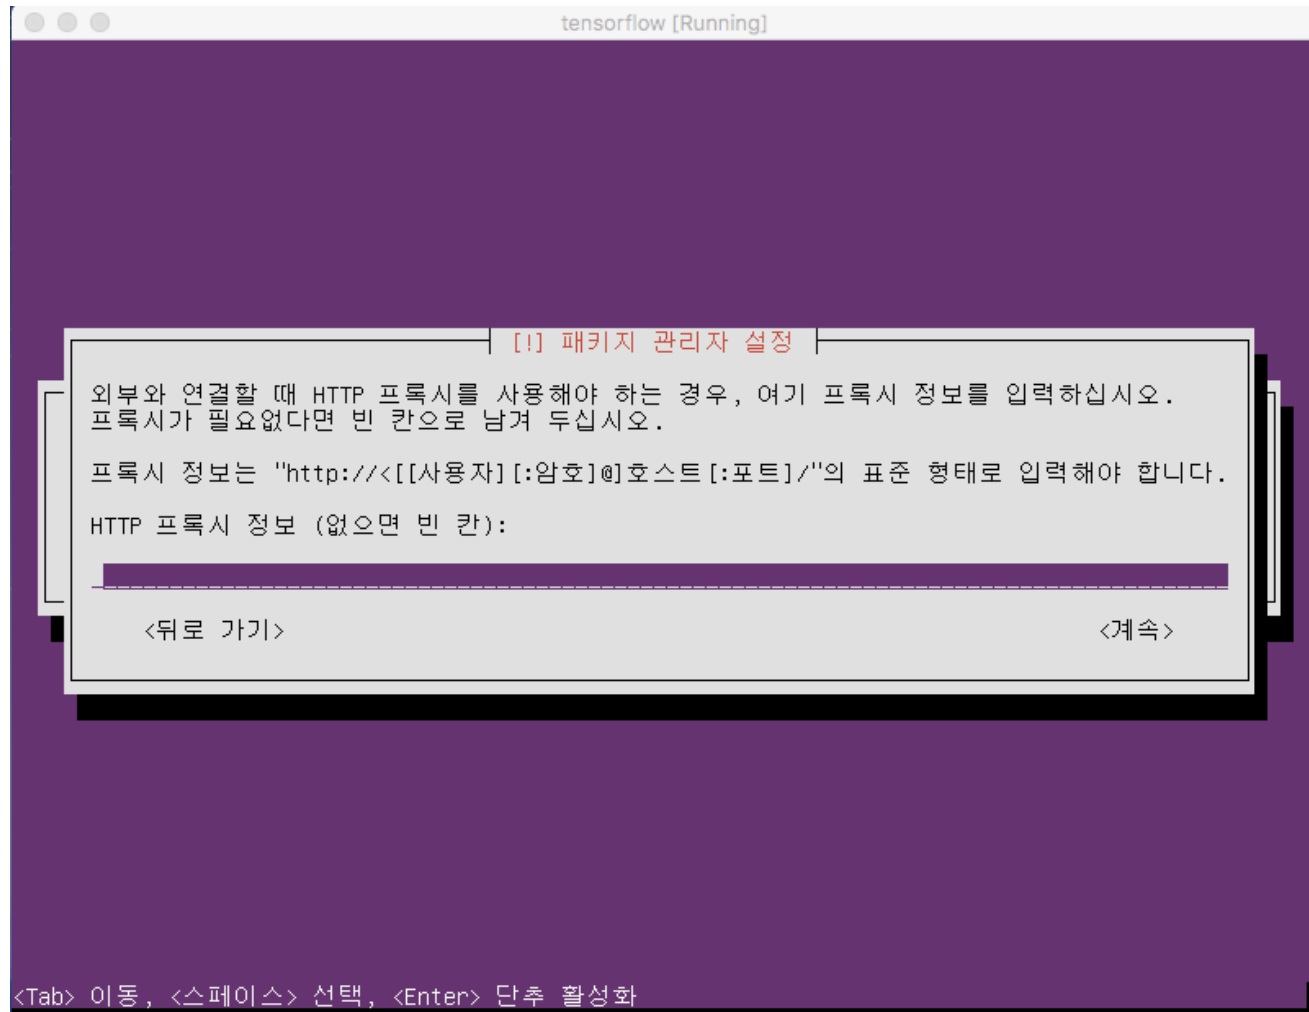 tensorflow [Running]
[!] 패키지 관리자 설정
외부와 연결할 때 HTTP 프록시를 사용해야 하는 경우, 여기 프록시 정보를 입력하십시오.
프록시가 필요없다면 빈 칸으로 남겨 두십시오.
프록시 정보는 "http://<[[사용자][:암호]@]호스트[:포트]/"의 표준 형태로 입력해야 합니다.
HTTP 프록시 정보 (없으면 빈 칸):
<뒤로 가기> <계속>
<Tab> 이동, <스페이스> 선택, <Enter> 단추 활성화